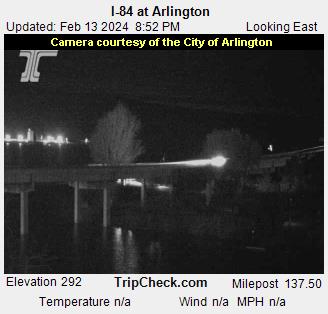 I-84 at Arlington
Updated: Feb 13 2024 8:52 PM Looking East
Camera courtesy of the City of Arlington
Elevation 292 TripCheck.com Milepost 137.50
Temperature n/a Wind n/a MPH n/a